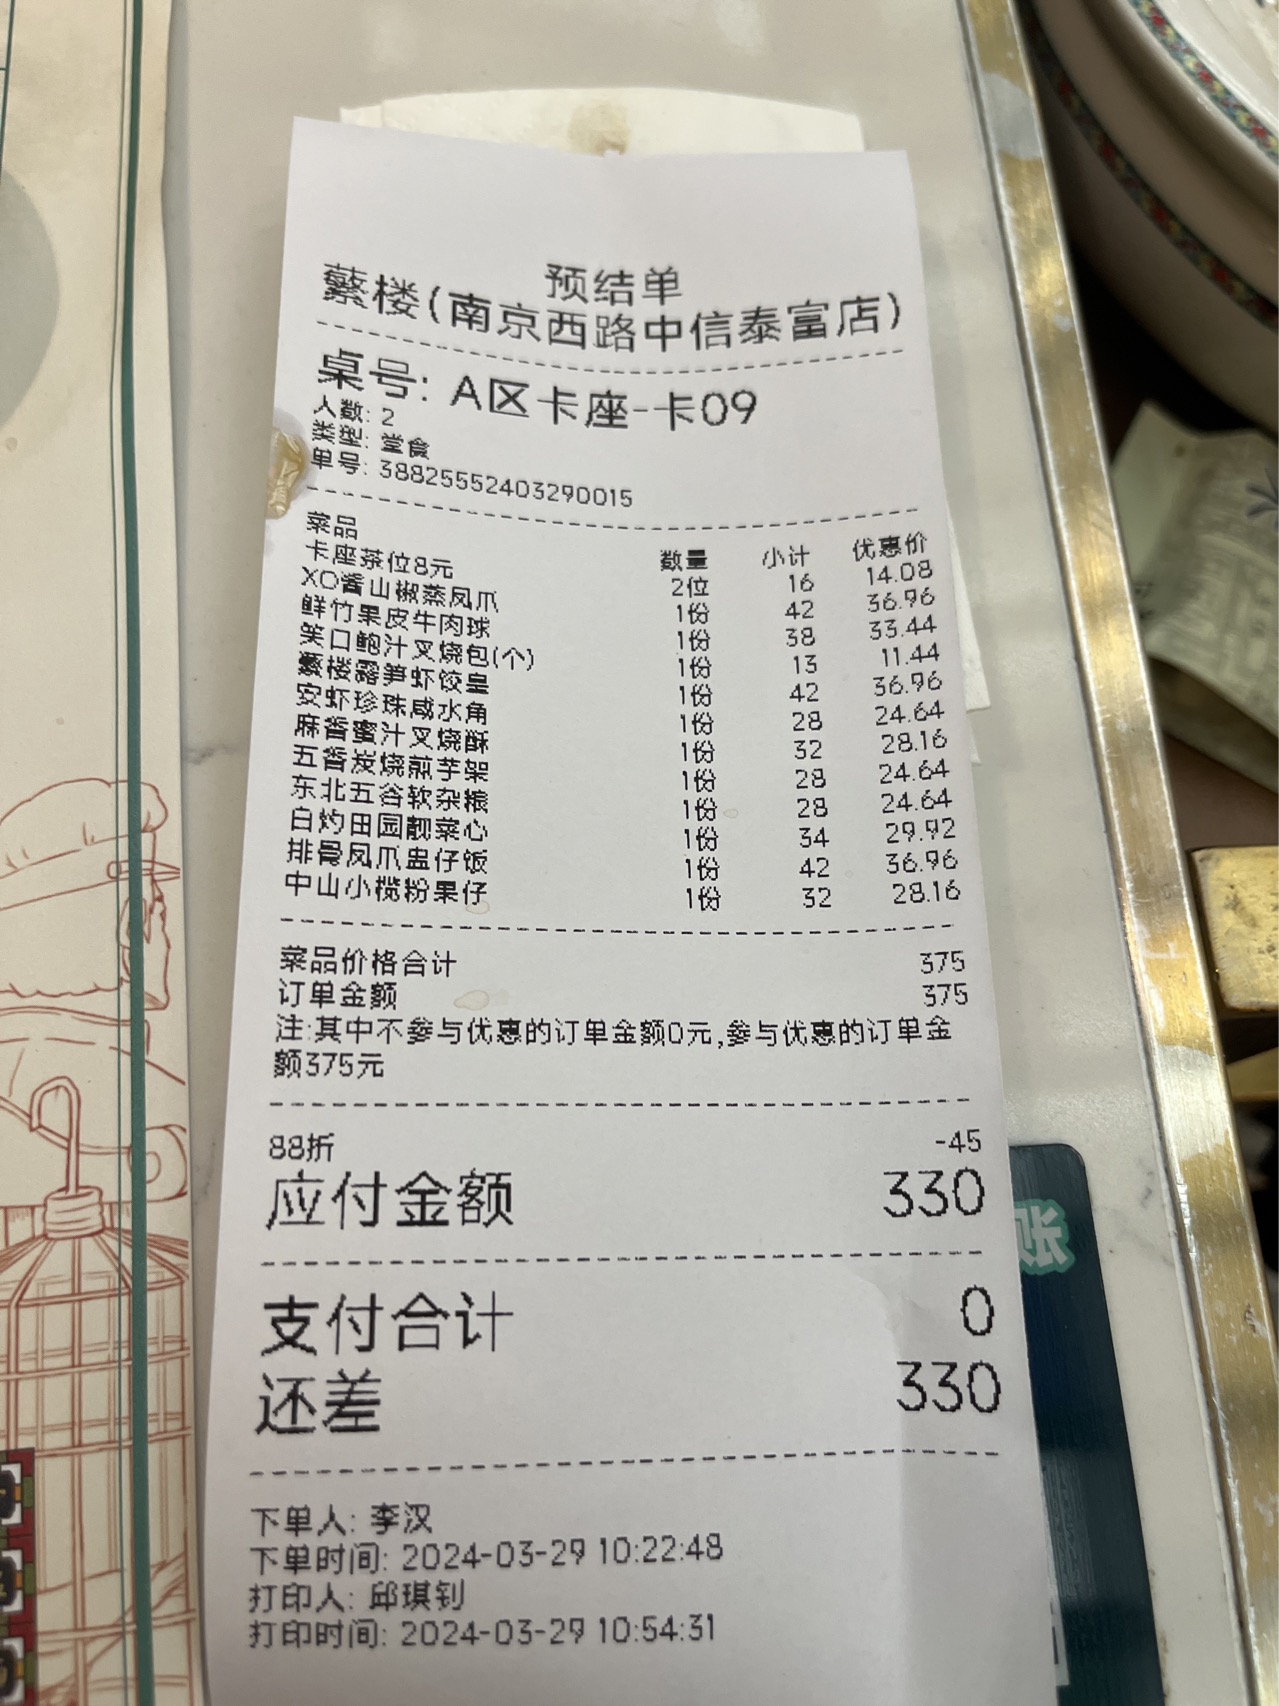 预结单
蘩楼(南京西路中信泰富店)
桌号: A区卡座-卡09
人数: 2
类型: 堂食
单号: 38825552403290015
菜品 数量 小计 优惠价
卡座茶位8元 2位 16 14.08
XO酱山椒蒸凤爪 1份 42 36.96
鲜竹果皮牛肉球 1份 38 33.44
笑口鲍汁叉烧包(个) 1份 13 11.44
蘩楼露笋虾饺皇 1份 42 36.96
安虾珍珠咸水角 1份 28 24.64
麻香蜜汁叉烧酥 1份 32 28.16
五香炭烧煎芋架 1份 28 24.64
东北五谷软杂粮 1份 28 24.64
白灼田园靓菜心 1份 34 29.92
排骨凤爪盅仔饭 1份 42 36.96
中山小榄粉果仔 1份 32 28.16
菜品价格合计 375
订单金额 375
注:其中不参与优惠的订单金额0元,参与优惠的订单金
额375元
88折 -45
应付金额 330
支付合计 0
还差 330
下单人: 李汉
下单时间: 2024-03-29 10:22:48
打印人: 邱琪钊
打印时间: 2024-03-29 10:54:31
账